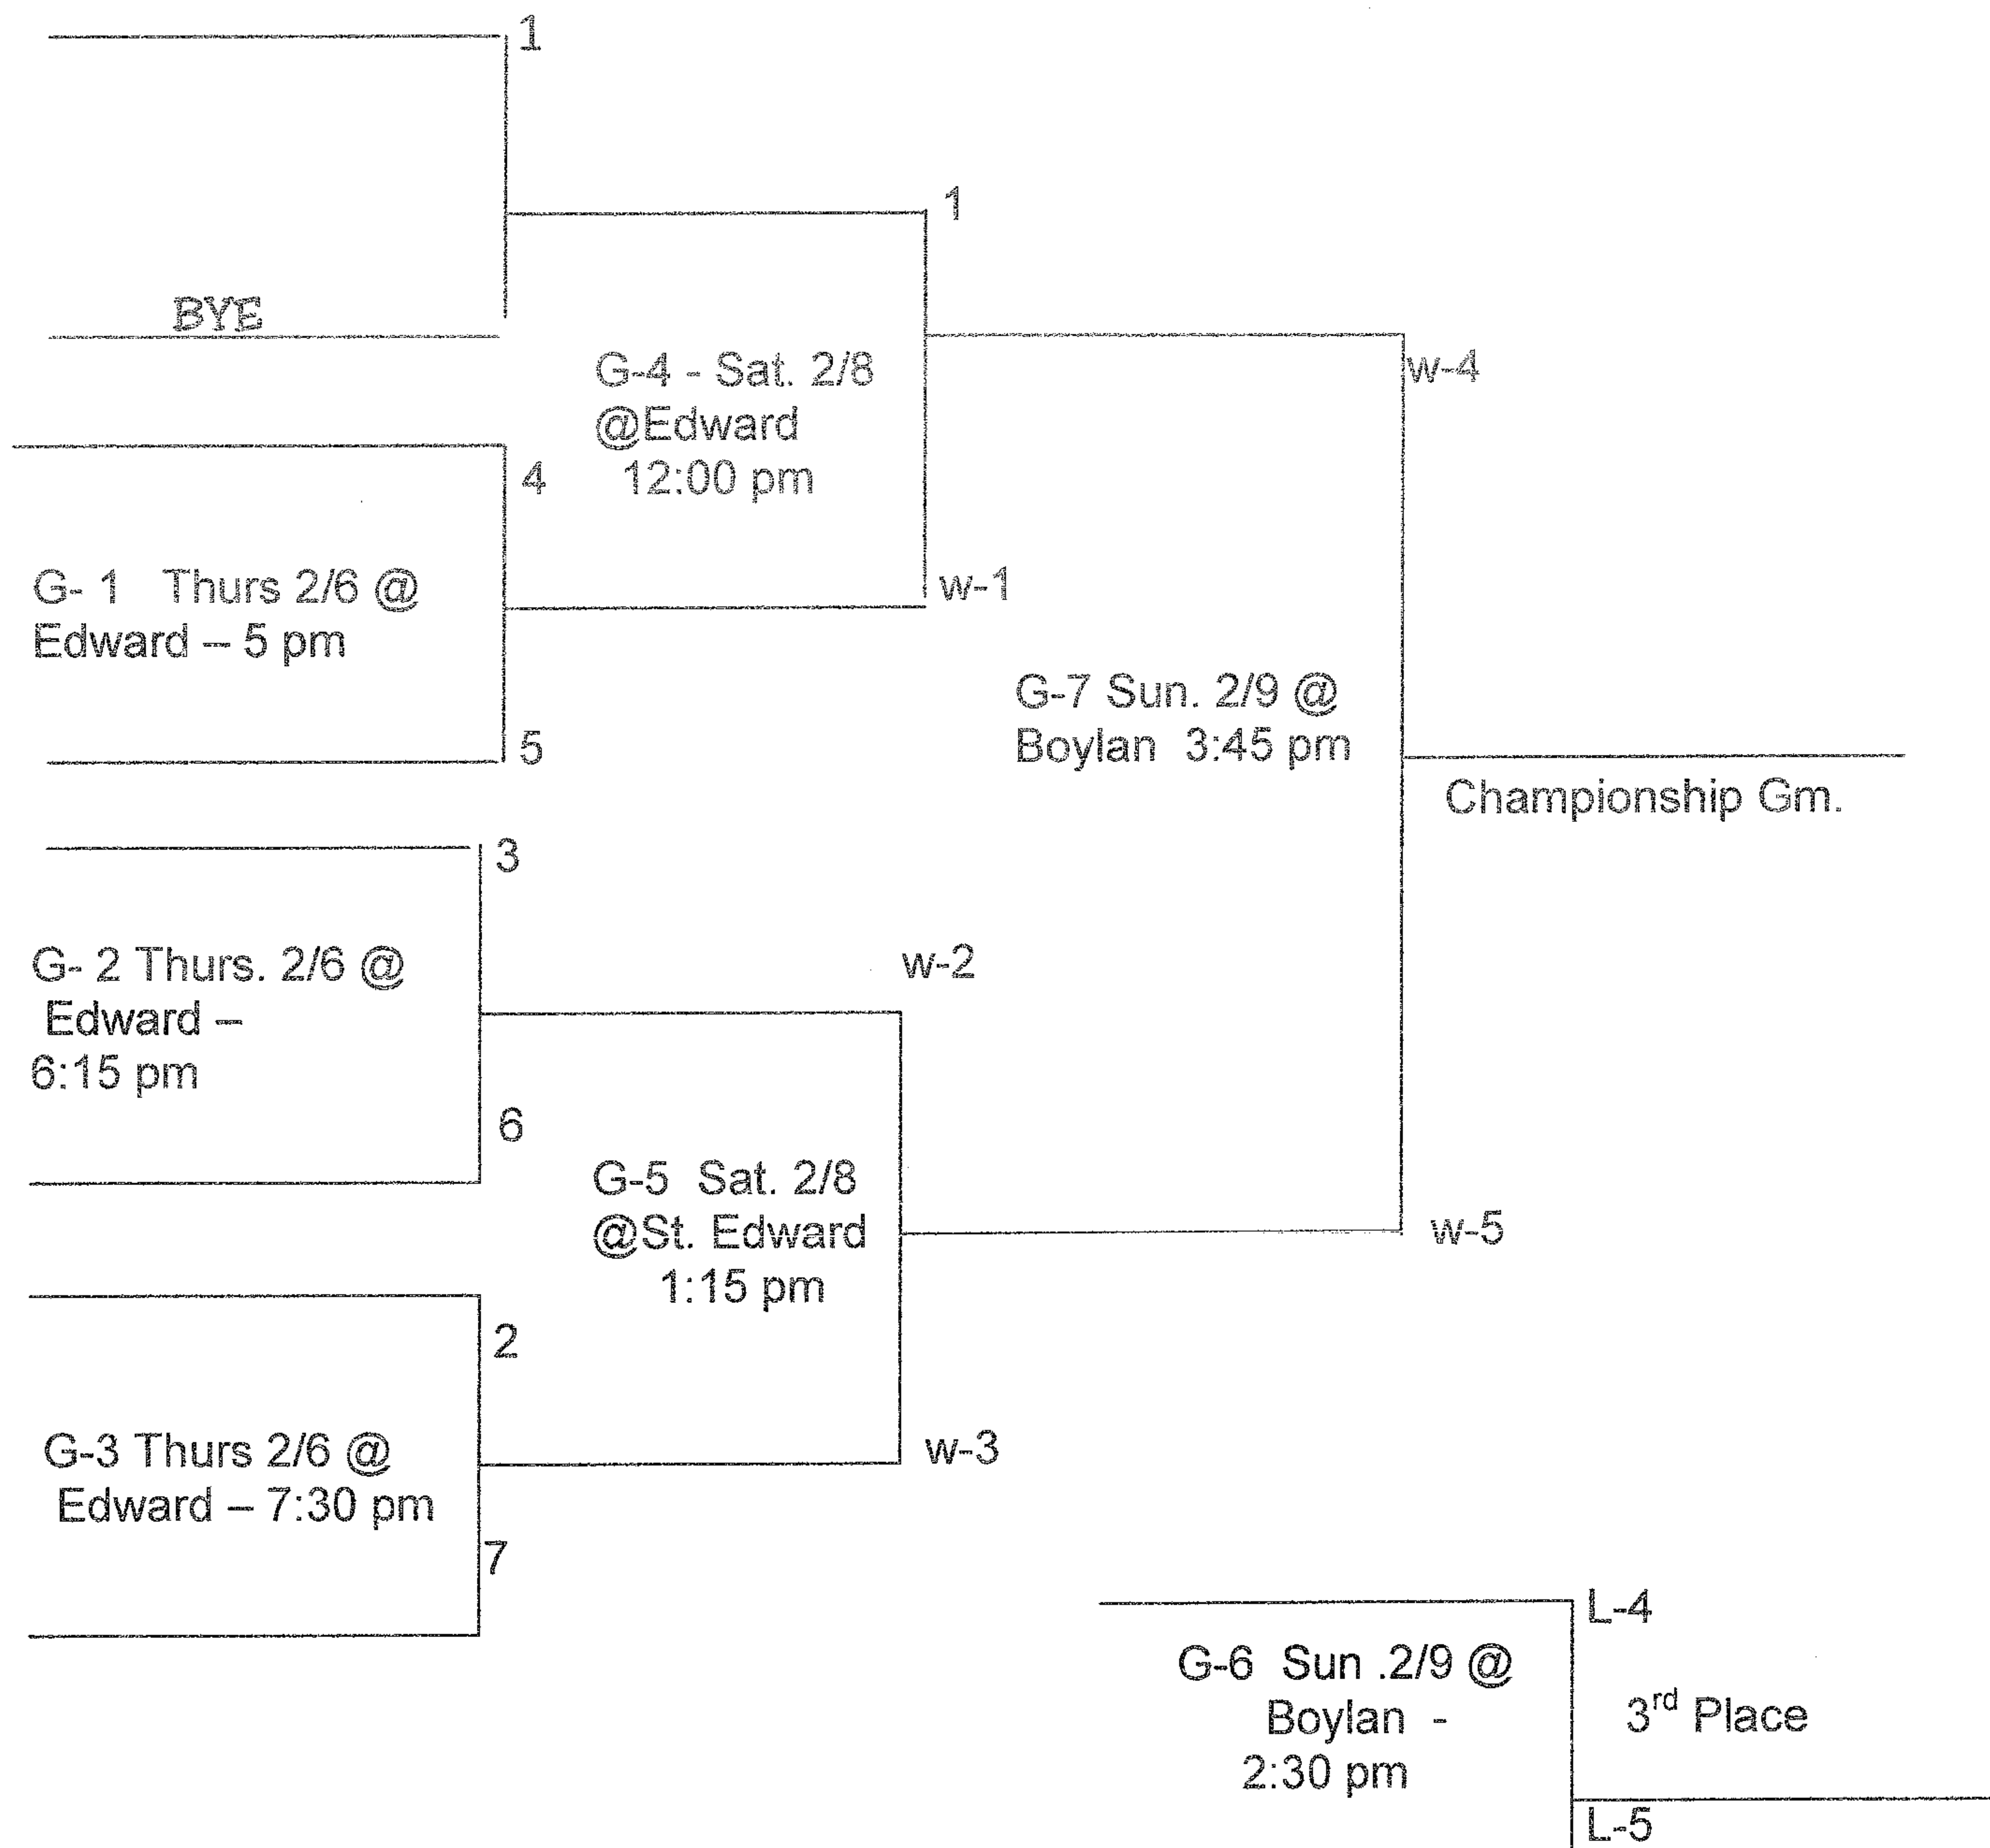 1
1
BYE
G-4 - Sat. 2/8
@Edward
12:00 pm
w-4
4
G- 1 Thurs 2/6 @
Edward – 5 pm
w-1
5
G-7 Sun. 2/9 @
Boylan 3:45 pm
Championship Gm.
3
G- 2 Thurs. 2/6 @
Edward –
6:15 pm
w-2
6
G-5 Sat. 2/8
@St. Edward
1:15 pm
w-5
2
G-3 Thurs 2/6 @
Edward – 7:30 pm
w-3
7
L-4
G-6 Sun .2/9 @
Boylan -
2:30 pm
3rd Place
L-5